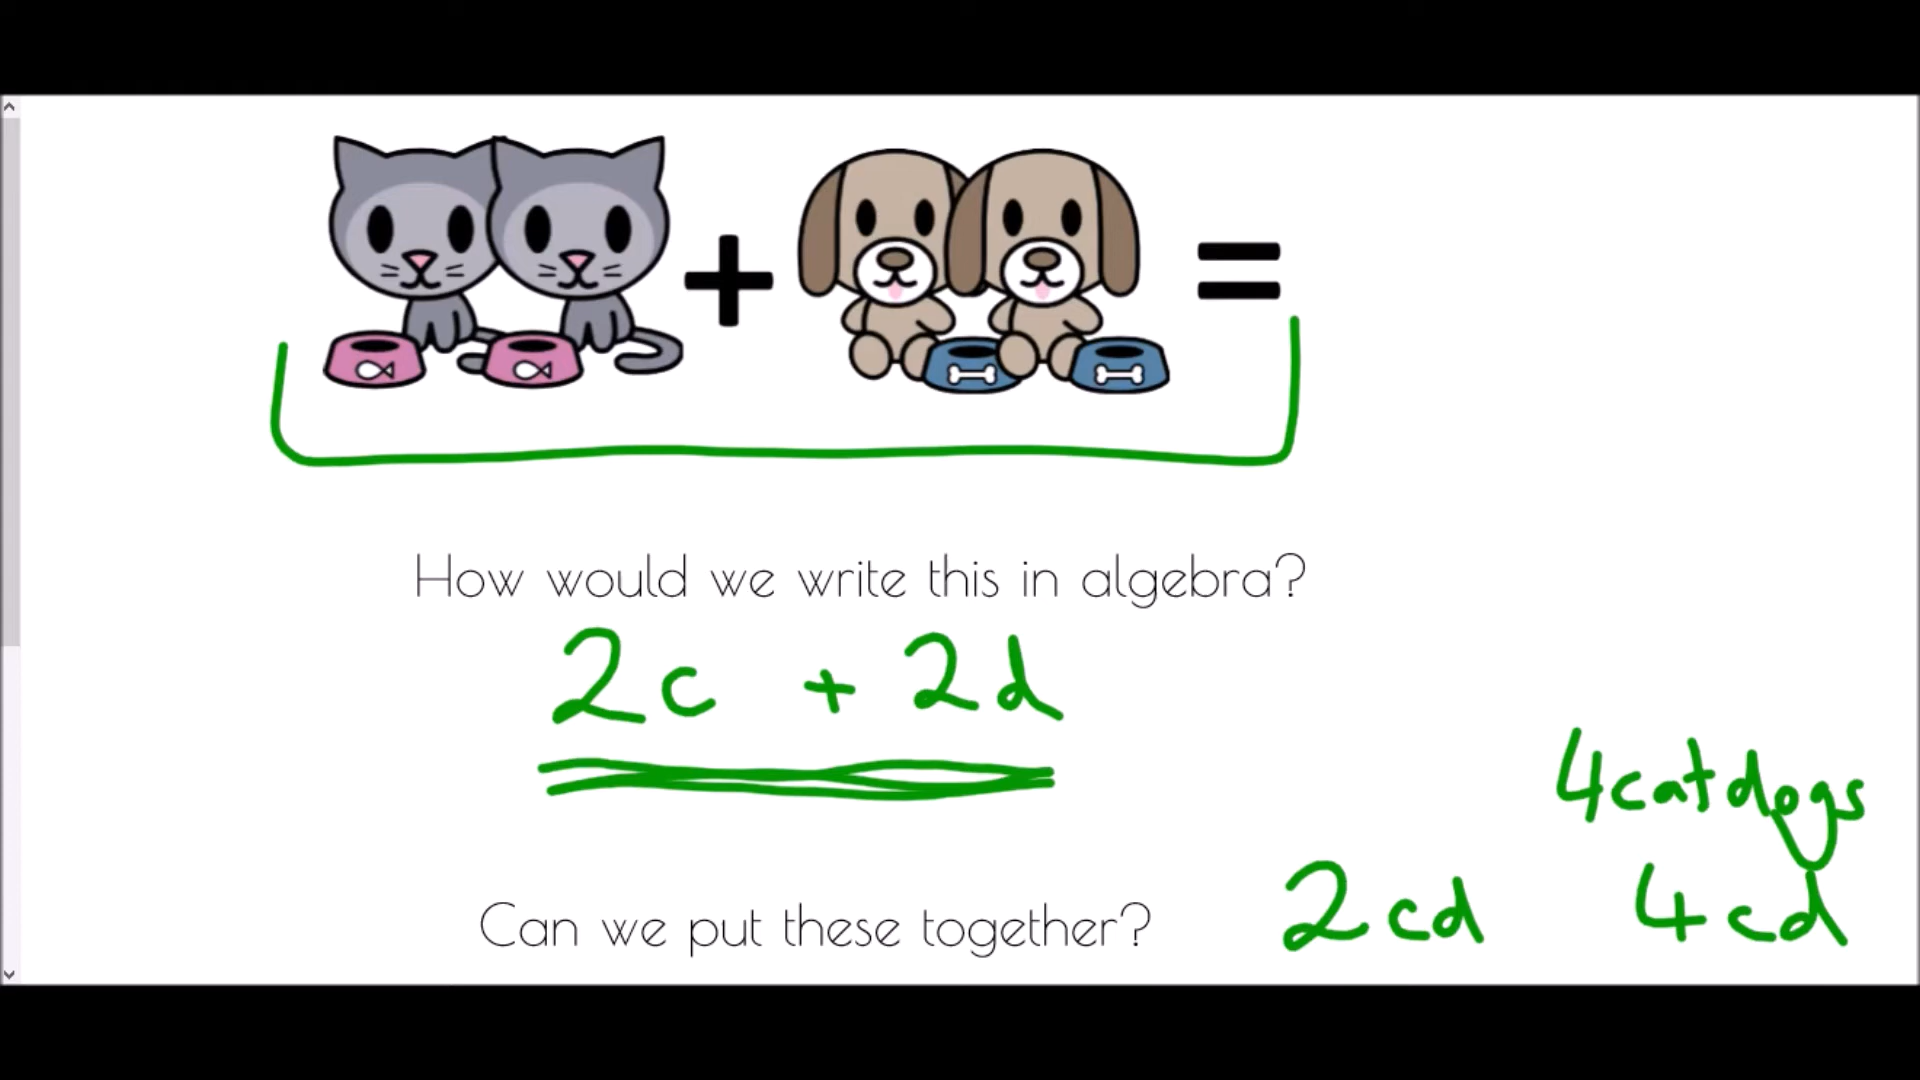 + =
How would we write this in algebra?
2c + 2d
4catdogs
Can we put these together? 2cd 4cd